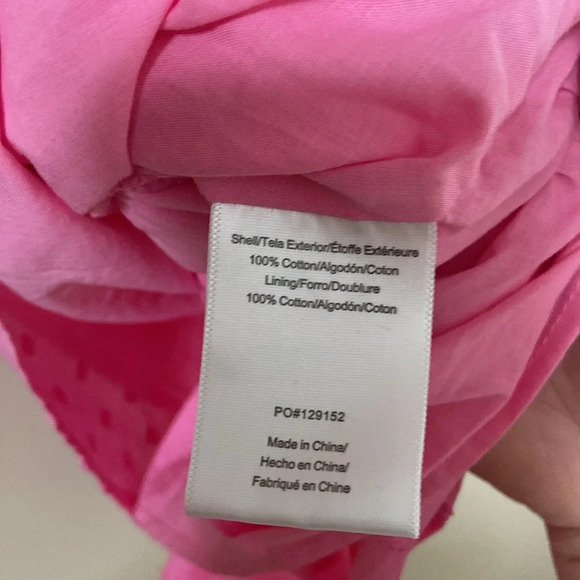 Shell/Tela Exterior/Étoffe Extérieure
100% Cotton/Algodón/Coton
Lining/Forro/Doublure
100% Cotton/Algodón/Coton
PO#129152
Made in China/
Hecho en China/
Fabriqué en Chine